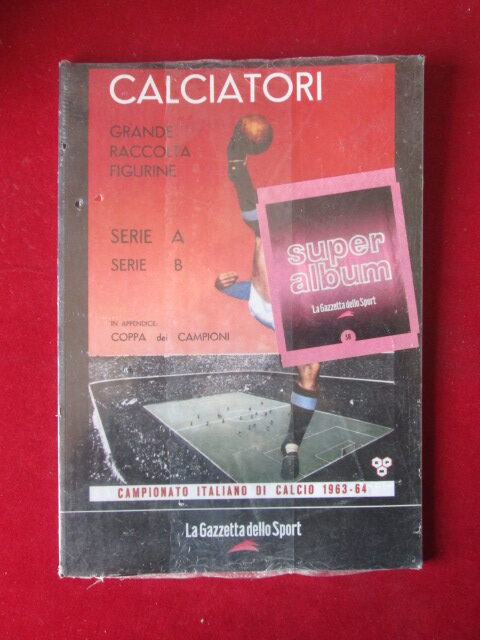 CALCIATORI
GRANDE
RACCOLTA
FIGURINE
SERIE A
SERIE B
IN APPENDICE:
COPPA dei CAMPIONI
super
album
La Gazzetta dello Sport
58
CAMPIONATO ITALIANO DI CALCIO 1963-64
La Gazzetta dello Sport